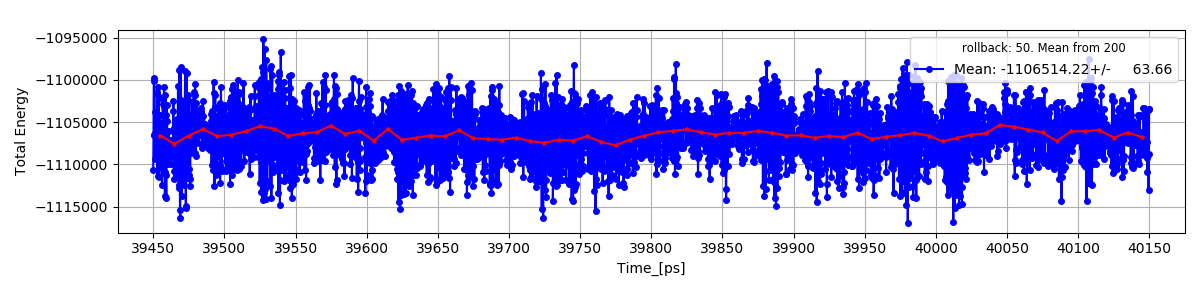 −1095000
−1100000
−1105000
−1110000
−1115000
Total Energy
rollback: 50. Mean from 200
Mean: -1106514.22+/-     63.66
39450 39500 39550 39600 39650 39700 39750 39800 39850 39900 39950 40000 40050 40100 40150
Time_[ps]